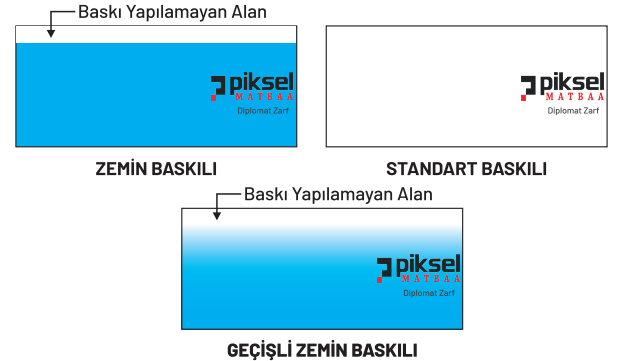 Baskı Yapılamayan Alan
piksel
MATBAA
Diplomat Zarf
ZEMİN BASKILI
piksel
MATBAA
Diplomat Zarf
STANDART BASKILI
Baskı Yapılamayan Alan
piksel
MATBAA
Diplomat Zarf
GEÇİŞLİ ZEMİN BASKILI